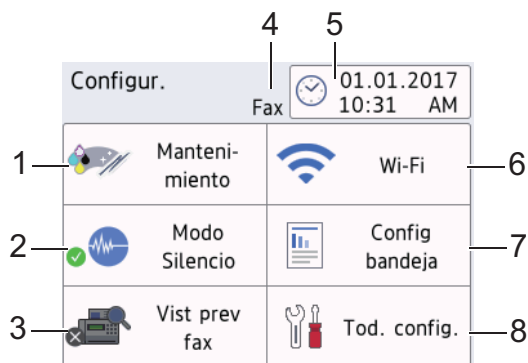 4
5
Configur.
Fax
01.01.2017
10:31 AM
1
Manteni-
miento
Wi-Fi
6
2
Modo
Silencio
Config
bandeja
7
3
Vist prev
fax
Tod. config.
8